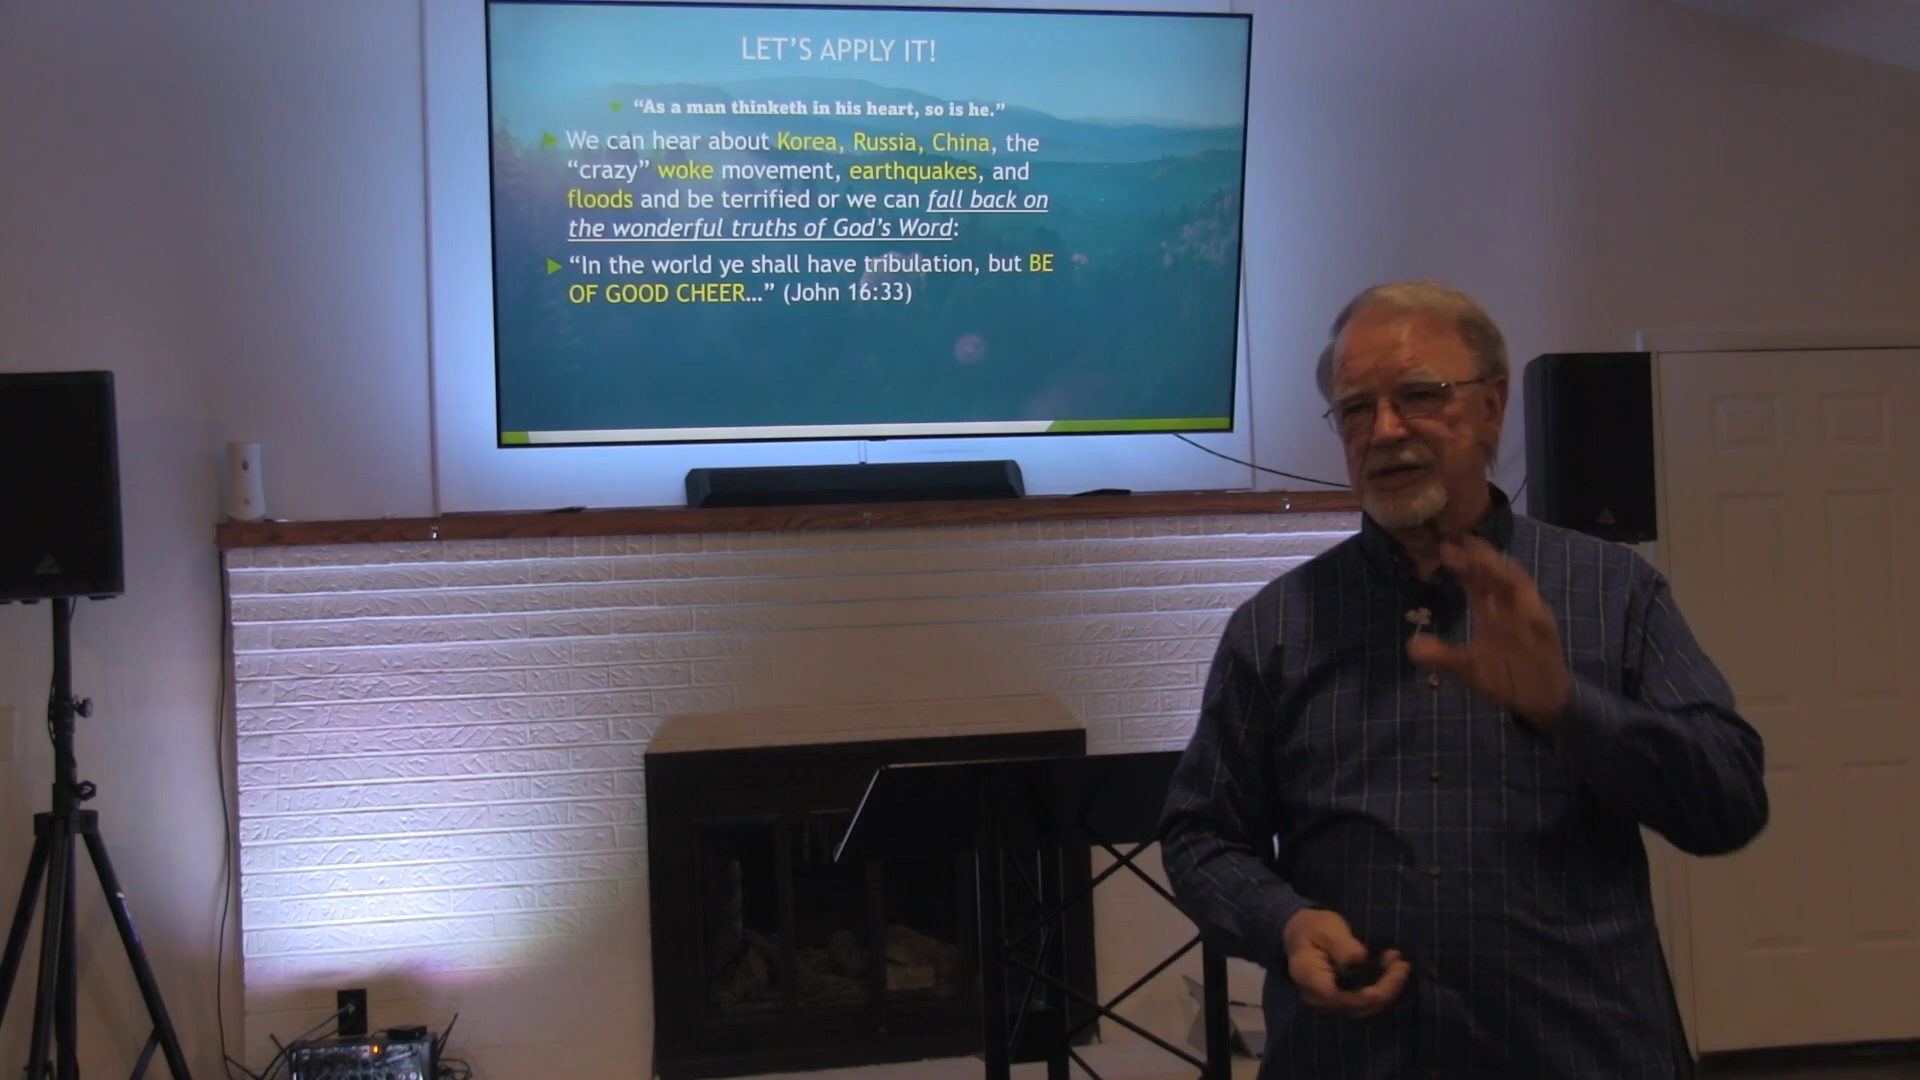 LET'S APPLY IT!
“As a man thinketh in his heart, so is he.”
We can hear about Korea, Russia, China, the
“crazy” woke movement, earthquakes, and
floods and be terrified or we can fall back on
the wonderful truths of God's Word:
“In the world ye shall have tribulation, but BE
OF GOOD CHEER…” (John 16:33)